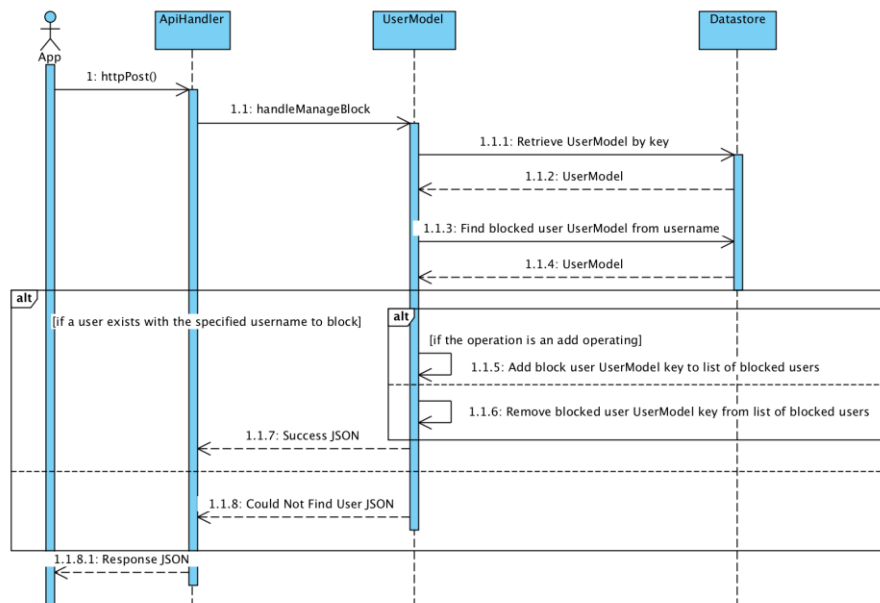 ApiHandler
UserModel
Datastore
App
1: httpPost()
1.1: handleManageBlock
1.1.1: Retrieve UserModel by key
1.1.2: UserModel
1.1.3: Find blocked user UserModel from username
1.1.4: UserModel
alt
[if a user exists with the specified username to block]
alt
[if the operation is an add operating]
1.1.5: Add block user UserModel key to list of blocked users
1.1.6: Remove blocked user UserModel key from list of blocked users
1.1.7: Success JSON
1.1.8: Could Not Find User JSON
1.1.8.1: Response JSON